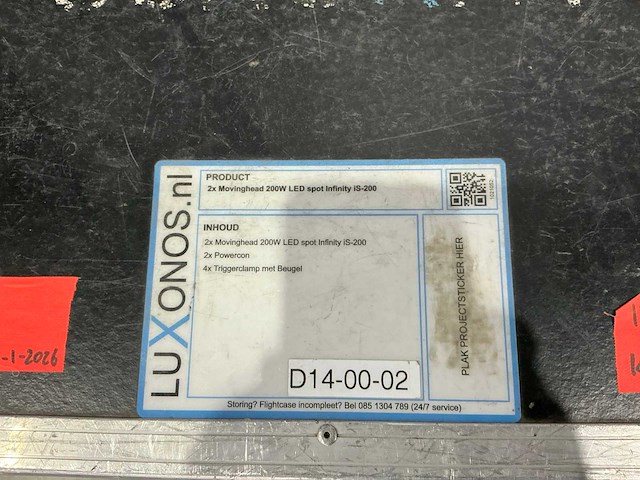 LUXONOS.nl
PRODUCT
2x Movinghead 200W LED spot Infinity iS-200
INHOUD
2x Movinghead 200W LED spot Infinity iS-200
2x Powercon
4x Triggerclamp met Beugel
PLAK PROJECTSTICKER HIER
D14-00-02
Storing? Flightcase incompleet? Bel 085 1304 789 (24/7 service)
-1-2026